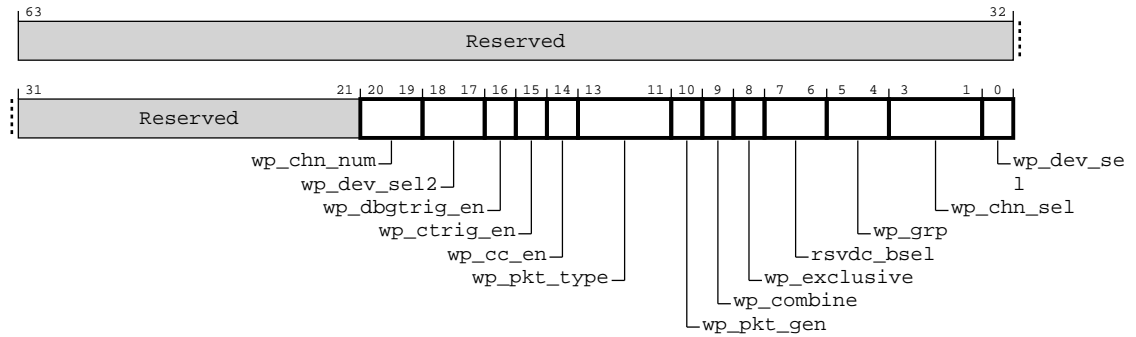 63 32
Reserved
31 21 20 19 18 17 16 15 14 13 11 10 9 8 7 6 5 4 3 1 0
Reserved
wp_chn_num wp_dev_se
wp_dev_sel2 l
wp_dbgtrig_en wp_chn_sel
wp_ctrig_en wp_grp
wp_cc_en rsvdc_bsel
wp_pkt_type wp_exclusive
wp_combine
wp_pkt_gen